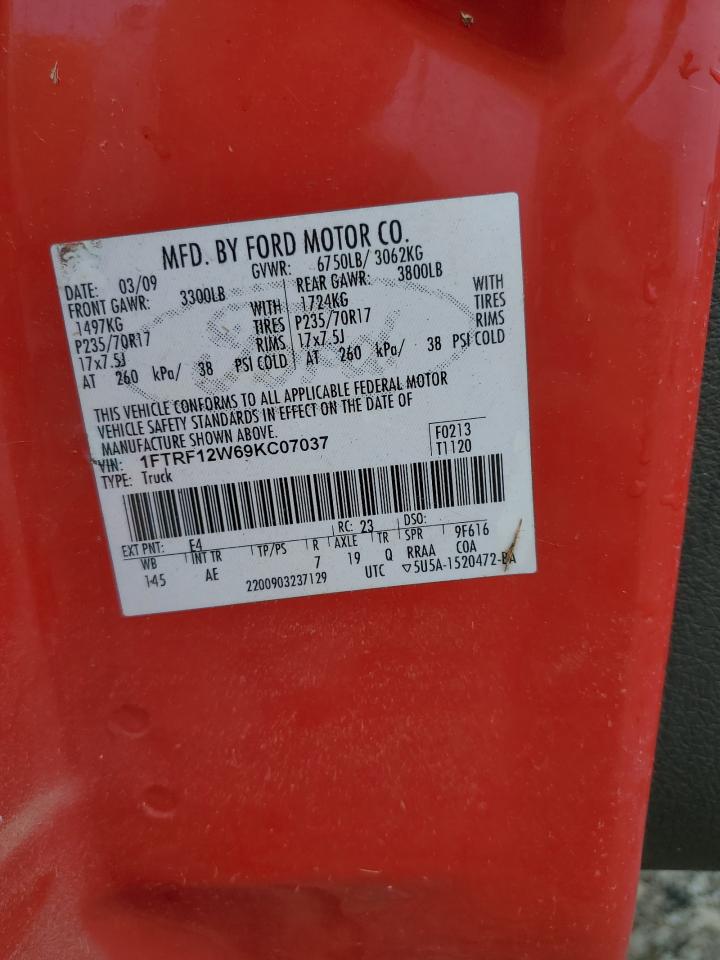 MFD. BY FORD MOTOR CO.
DATE: 03/09 GVWR: 6750LB/ 3062KG
FRONT GAWR: 3300LB REAR GAWR: 3800LB
1497KG WITH 1724KG WITH
P235/70R17 TIRES P235/70R17 TIRES
17x7.5J RIMS 17x7.5J RIMS
AT 260 kPa/ 38 PSI COLD AT 260 kPa/ 38 PSI COLD
THIS VEHICLE CONFORMS TO ALL APPLICABLE FEDERAL MOTOR
VEHICLE SAFETY STANDARDS IN EFFECT ON THE DATE OF
MANUFACTURE SHOWN ABOVE.
VIN: 1FTRF12W69KC07037 F0213
TYPE: Truck T1120
EXT PNT: E4 RC: 23 DSO:
WB INT TR TP/PS R AXLE TR SPR 9F616
145 AE 7 19 Q RRAA COA
2200903237129 UTC ▽5U5A-1520472-BA
Ford